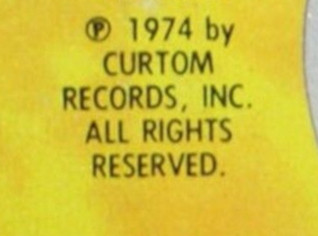 ℗ 1974 by
CURTOM
RECORDS, INC.
ALL RIGHTS
RESERVED.